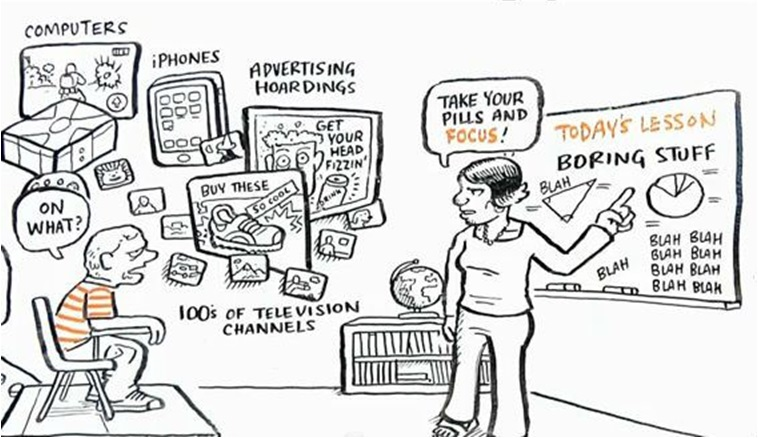 COMPUTERS
iPHONES
ADVERTISING
HOARDINGS
GET
YOUR
HEAD
FIZZIN'
DRINK
BUY THESE
SO COOL
ON
WHAT?
100's OF TELEVISION
CHANNELS
TAKE YOUR
PILLS AND
FOCUS!
TODAY'S LESSON
BORING STUFF
BLAH
BLAH BLAH
BLAH BLAH
BLAH BLAH
BLAH BLAH
BLAH